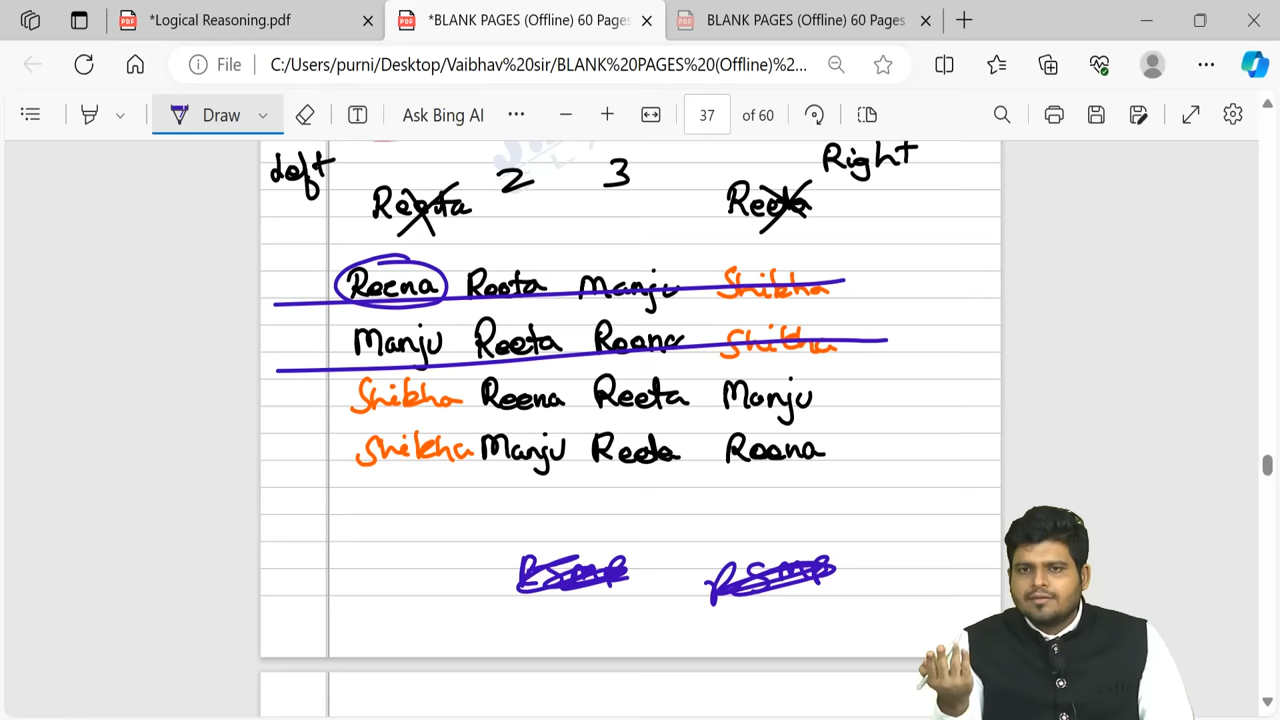 *Logical Reasoning.pdf
*BLANK PAGES (Offline) 60 Pages
BLANK PAGES (Offline) 60 Pages
File
C:/Users/purni/Desktop/Vaibhav%20sir/BLANK%20PAGES%20(Offline)%2...
Draw
Ask Bing AI
37
of 60
Left
Right
2 3
Reeta Reeta
Reena Reeta Manju Shikha
Manju Reeta Reena Shikha
Shikha Reena Reeta Manju
Shikha Manju Reeta Reena